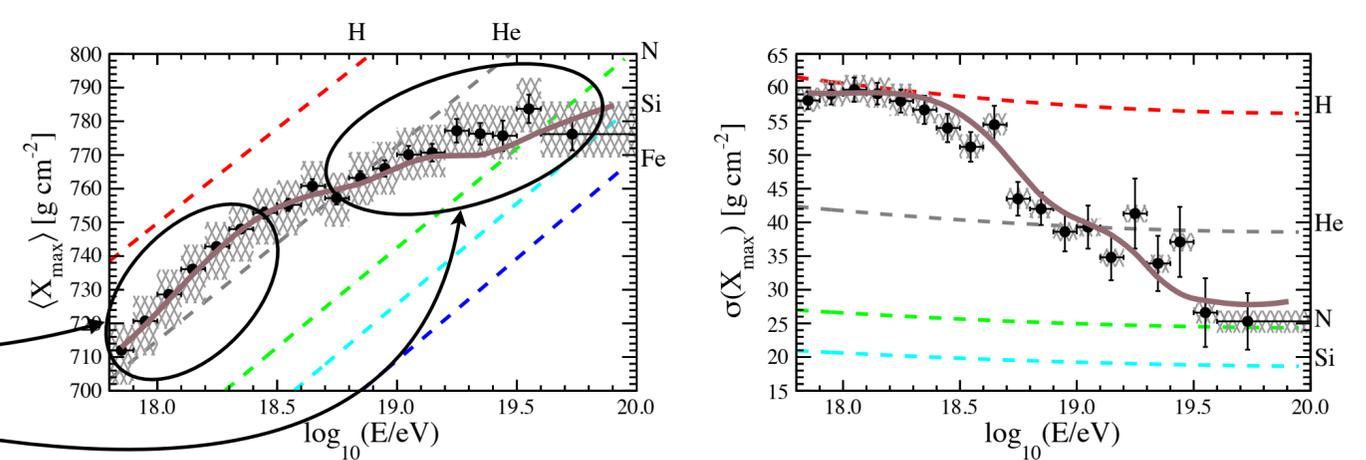 H He
N
Si
Fe
800
790
780
770
760
750
740
730
720
710
700
⟨X_max⟩ [g cm⁻²]
18.0 18.5 19.0 19.5 20.0
log₁₀(E/eV)
65
60
55
50
45
40
35
30
25
20
15
σ(X_max) [g cm⁻²]
H
He
N
Si
18.0 18.5 19.0 19.5 20.0
log₁₀(E/eV)